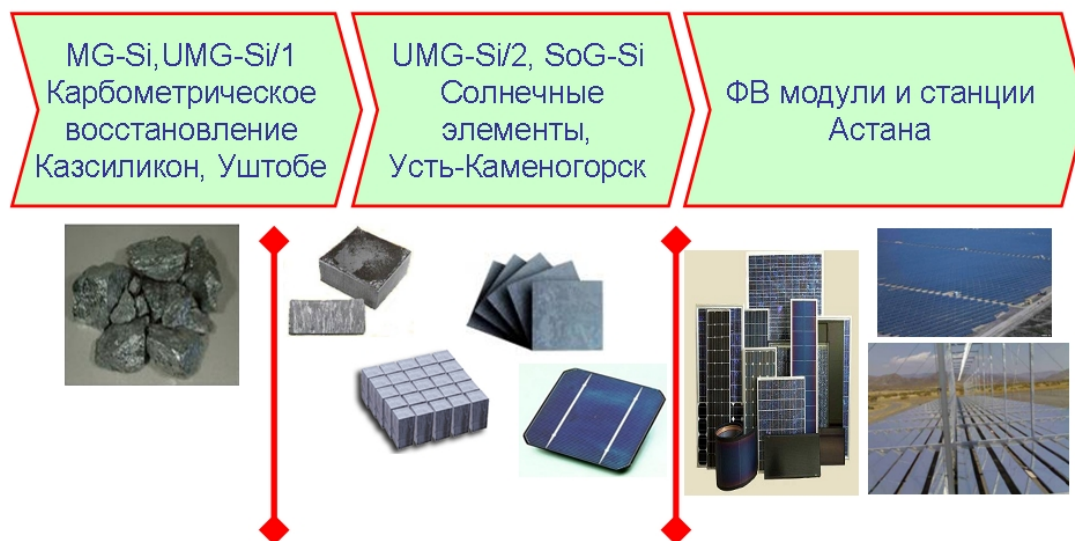 MG-Si,UMG-Si/1
Карбометрическое
восстановление
Казсиликон, Уштобе
UMG-Si/2, SoG-Si
Солнечные
элементы,
Усть-Каменогорск
ФВ модули и станции
Астана